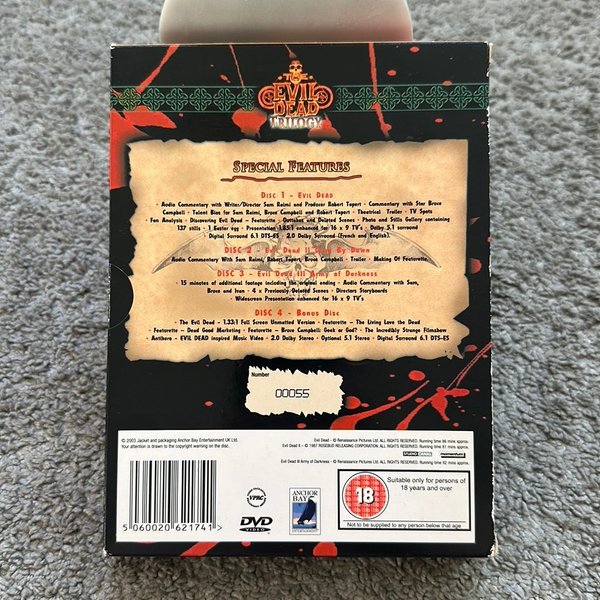 THE
EVIL
DEAD
TRILOGY
SPECIAL FEATURES
DISC 1 - EVIL DEAD
· Audio Commentary with Writer/Director Sam Raimi and Producer Robert Tapert · Commentary with Star Bruce
Campbell · Talent Bios for Sam Raimi, Bruce Campbell and Robert Tapert · Theatrical Trailer · TV Spots
Fan Analysis - Discovering Evil Dead - Featurette · Outtakes and Deleted Scenes · Photo and Stills Gallery containing
137 stills · 1 Easter egg · Presentation 1.85:1 enhanced for 16 x 9 TV's · Dolby 5.1 surround
Digital Surround 6.1 DTS-ES · 2.0 Dolby Surround (French and English).
DISC 2 - Evil Dead II Dead By Dawn
Audio Commentary With Sam Raimi, Robert Tapert, Bruce Campbell · Trailer · Making Of Featurette.
DISC 3 - Evil Dead III Army of Darkness
· 15 minutes of additional footage including the original ending · Audio Commentary with Sam,
Bruce and Ivan · 4 x Previously Deleted Scenes · Directors Storyboards
· Widescreen Presentation enhanced for 16 x 9 TV's
DISC 4 - Bonus Disc
· The Evil Dead - 1.33:1 Full Screen Unmatted Version · Featurette - The Living Love the Dead
Featurette - Dead Good Marketing · Featurette - Bruce Campbell: Geek or God? · The Incredibly Strange Filmshow
Antihero - EVIL DEAD inspired Music Video · 2.0 Dolby Stereo · Optional 5.1 Stereo · Digital Surround 6.1 DTS-ES
Number
00055
© 2003 Jacket and packaging Anchor Bay Entertainment UK Ltd.
Your attention is drawn to the copyright warning on the disc.
Evil Dead - © Renaissance Pictures Ltd. ALL RIGHTS RESERVED. Running time 86 mins approx.
Evil Dead II - © 1987 ROSEBUD RELEASING CORPORATION. Running time 81 mins approx.
STUDIO CANAL
momentum
Evil Dead III Army of Darkness - © Renaissance Pictures Ltd. ALL RIGHTS RESERVED. Running time 92 mins approx.
5 060020 621741 >
VPRC
DVD
VIDEO
ANCHOR
BAY
ENTERTAINMENT
18
Suitable only for persons of
18 years and over
Not to be supplied to any person below that age